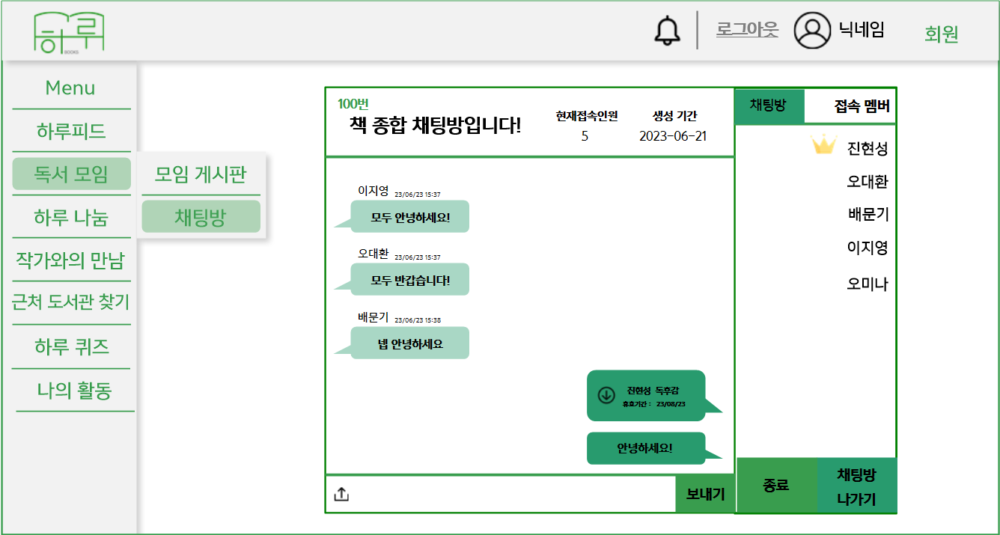 하루
BOOKS
로그아웃
닉네임
회원
Menu
하루피드
독서 모임
하루 나눔
작가와의 만남
근처 도서관 찾기
하루 퀴즈
나의 활동
모임 게시판
채팅방
100번
책 종합 채팅방입니다!
현재접속인원
5
생성 기간
2023-06-21
이지영 23/06/23 15:37
모두 안녕하세요!
오대환 23/06/23 15:37
모두 반갑습니다!
배문기 23/06/23 15:38
넵 안녕하세요
진현성 독후감
휴효기간 : 23/08/23
안녕하세요!
보내기
채팅방
접속 멤버
진현성
오대환
배문기
이지영
오미나
종료
채팅방
나가기